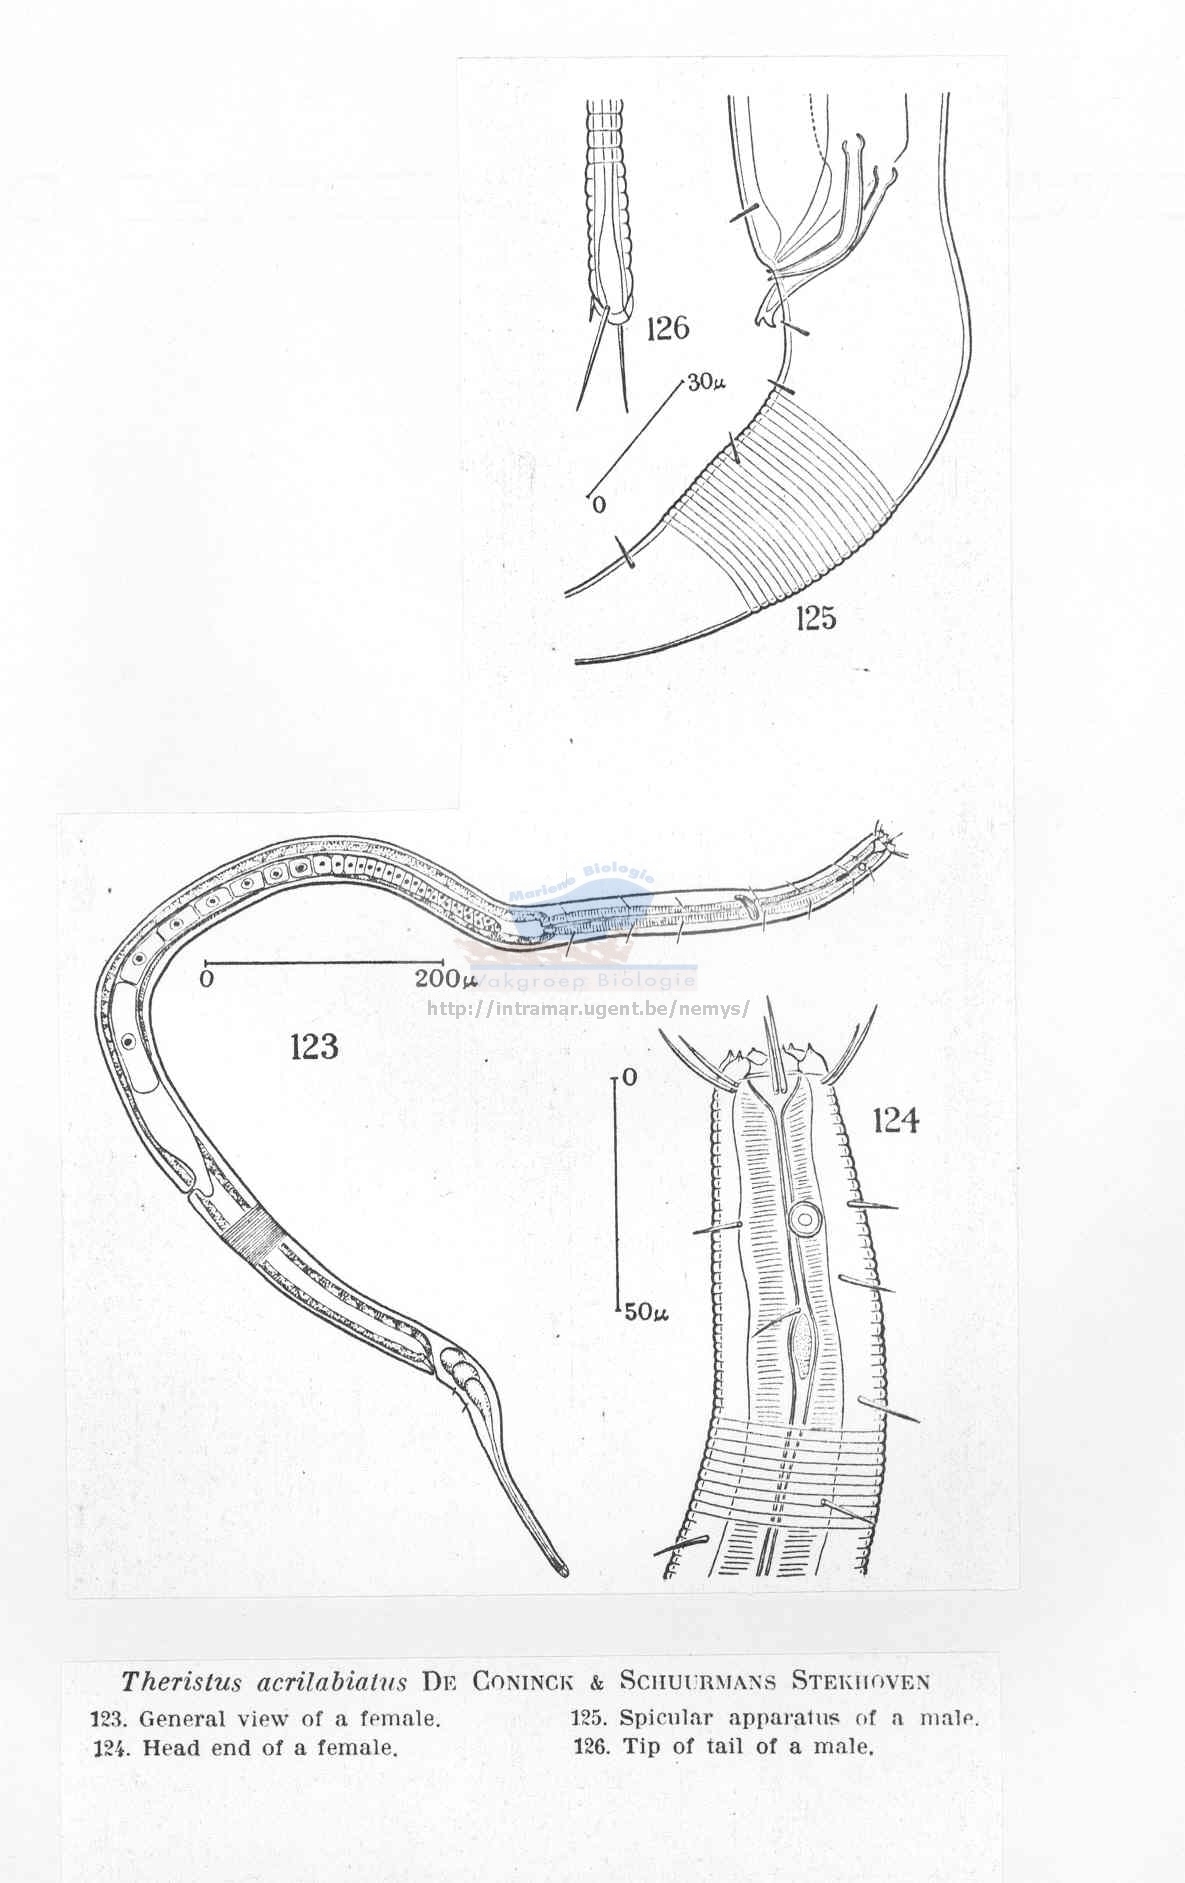 126
30μ
0
125
Mariene Biologie
0
200μ
Vakgroep Biologie
http://intramar.ugent.be/nemys/
123
0
124
50μ
Theristus acrilabiatus DE CONINCK & SCHUURMANS STEKHOVEN
123. General view of a female.
124. Head end of a female.
125. Spicular apparatus of a male.
126. Tip of tail of a male.